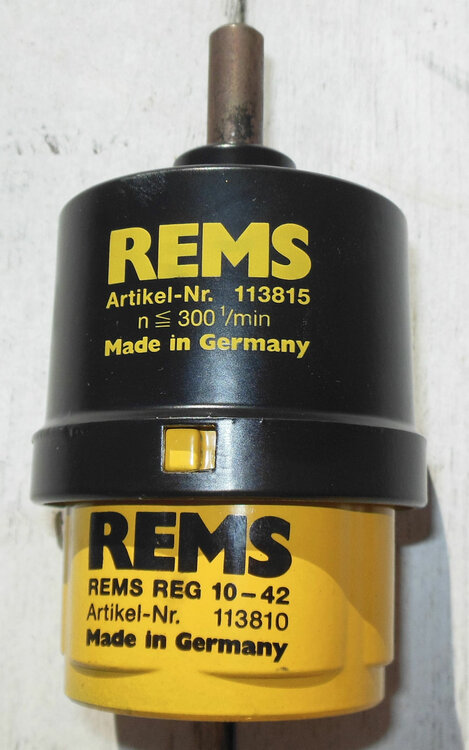 REMS
Artikel-Nr. 113815
n ≦ 300 ¹/min
Made in Germany
REMS
REMS REG 10–42
Artikel-Nr. 113810
Made in Germany